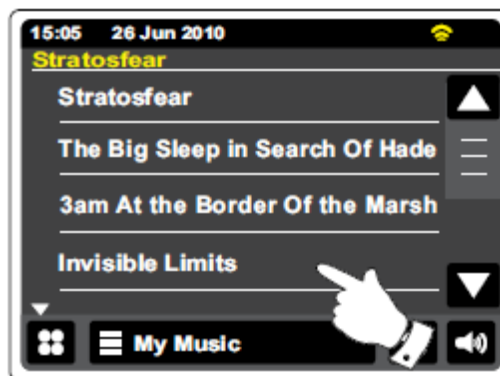 15:05 26 Jun 2010
Stratosfear
Stratosfear
The Big Sleep in Search Of Hade
3am At the Border Of the Marsh
Invisible Limits
My Music